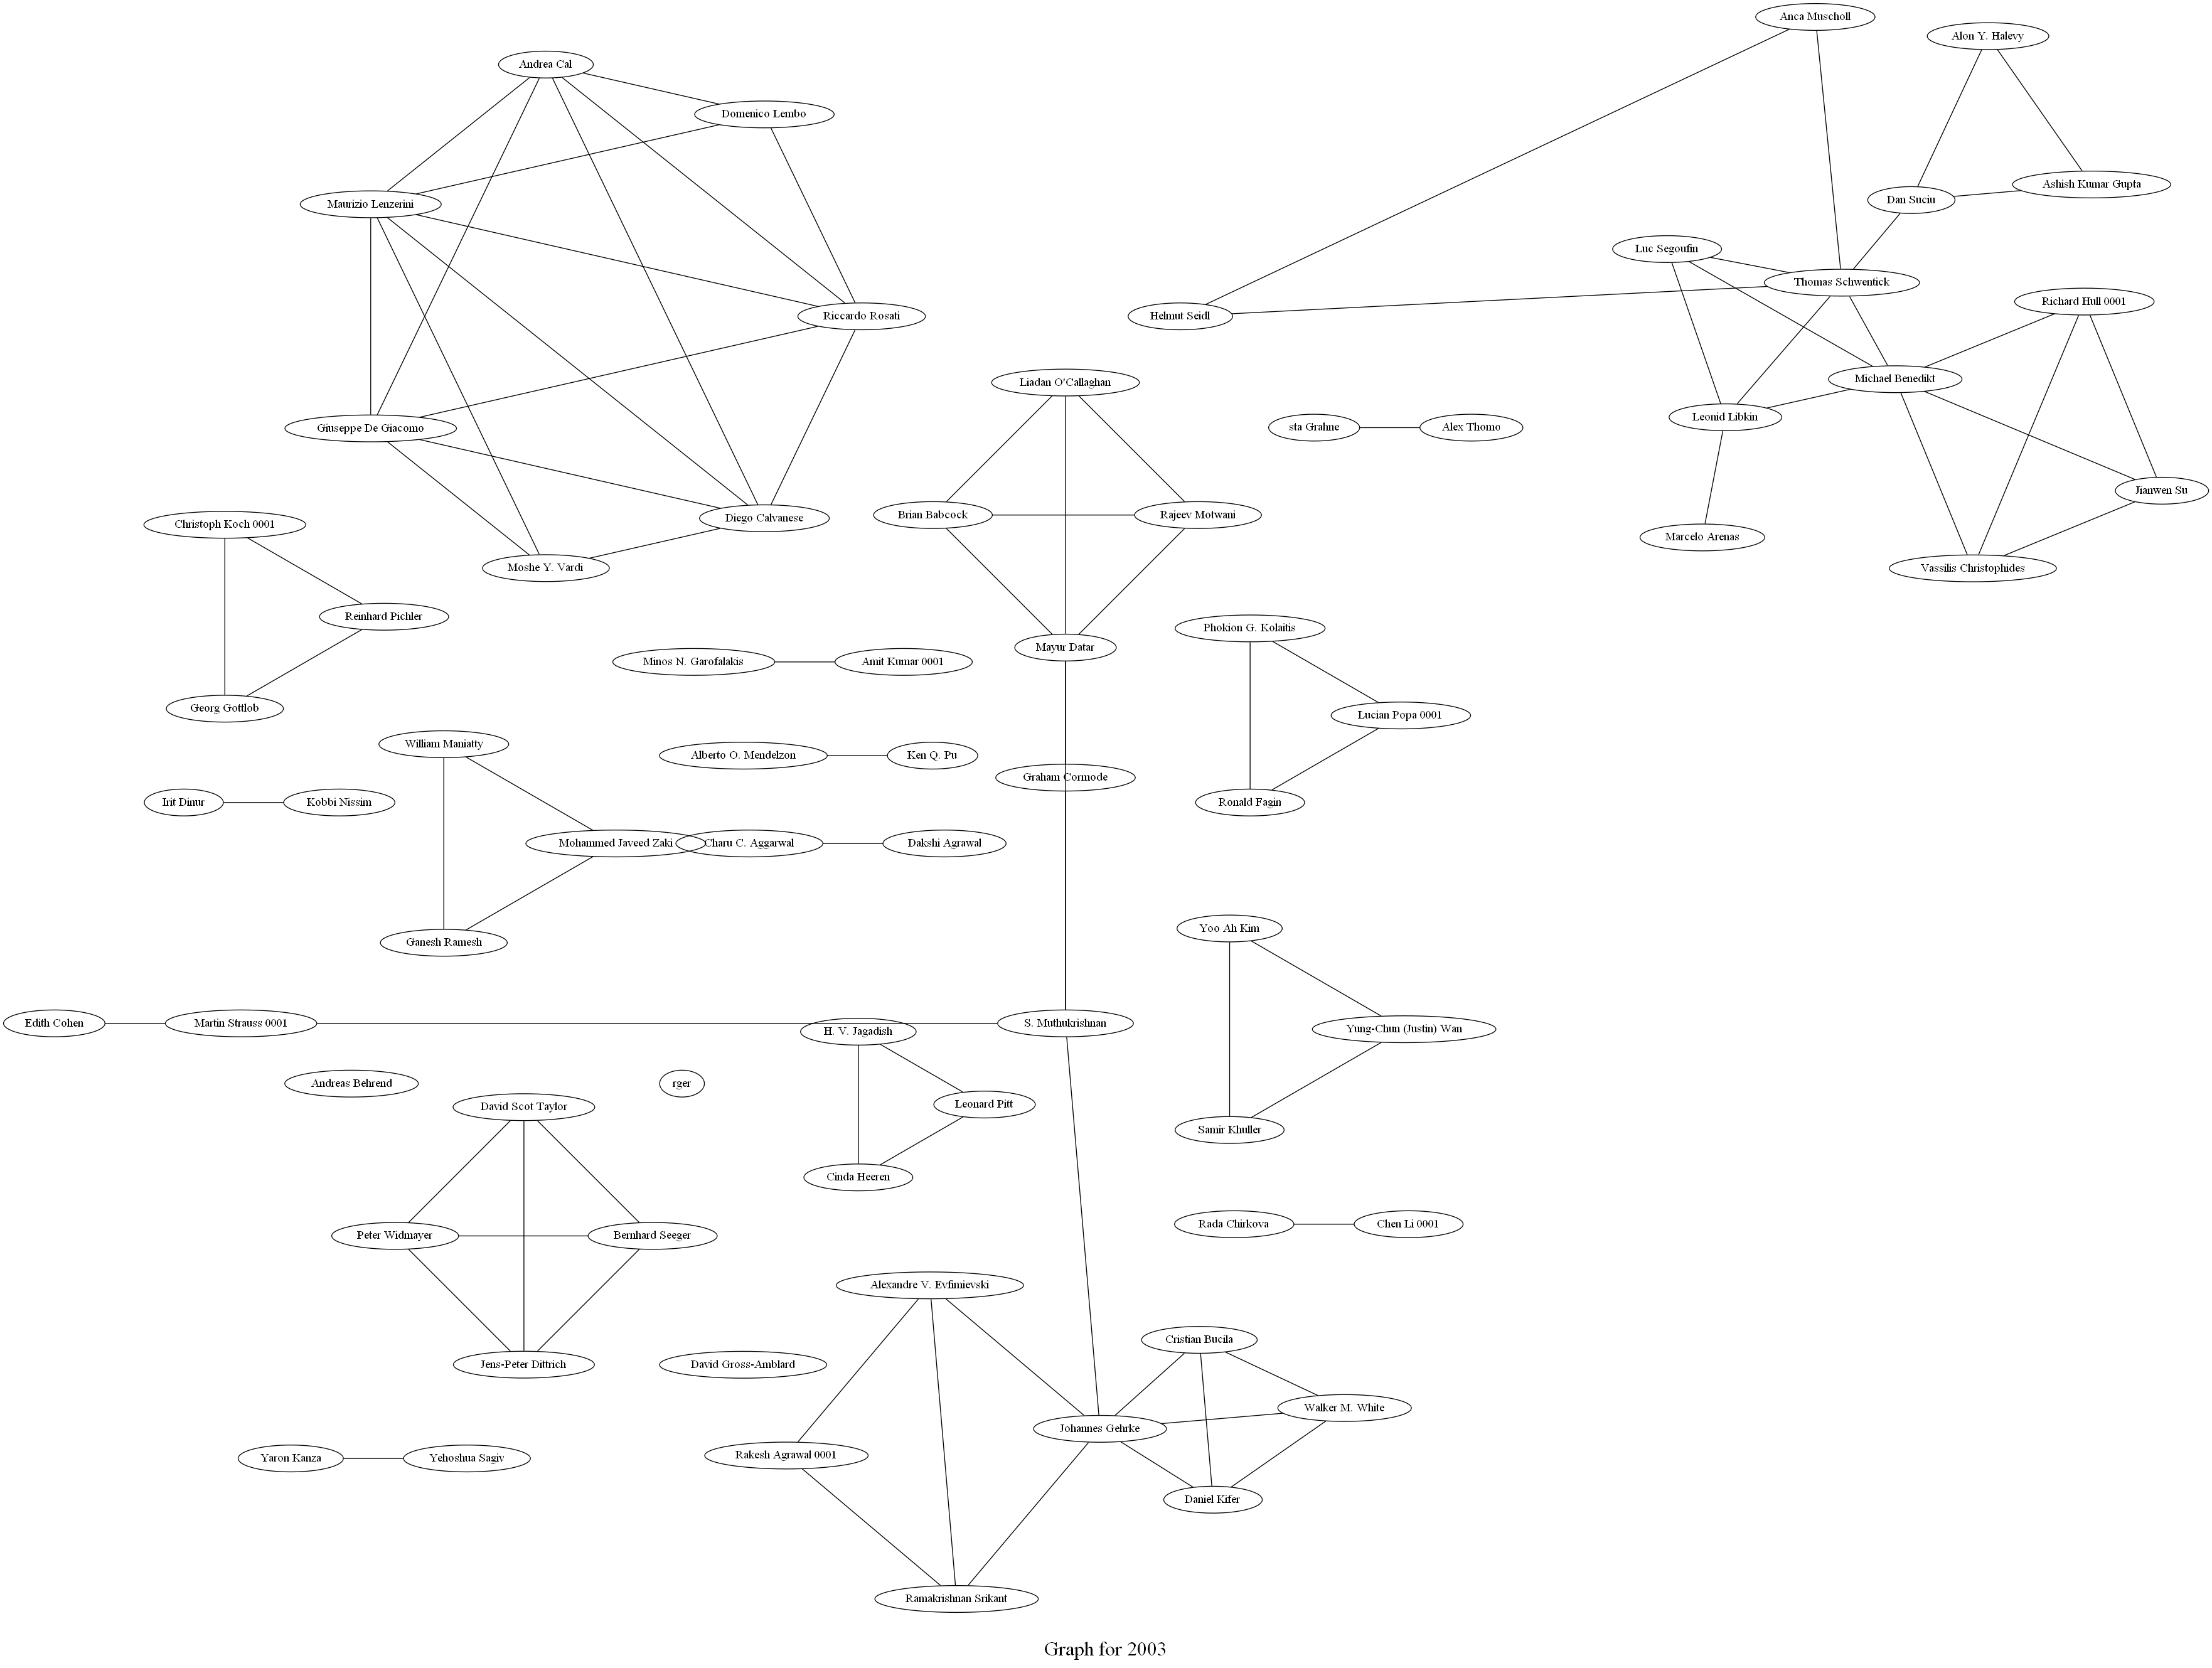 Anca Muscholl
Alon Y. Halevy
Andrea Cal
Domenico Lembo
Ashish Kumar Gupta
Dan Suciu
Maurizio Lenzerini
Luc Segoufin
Thomas Schwentick
Richard Hull 0001
Riccardo Rosati
Helmut Seidl
Michael Benedikt
Liadan O'Callaghan
Leonid Libkin
Giuseppe De Giacomo
sta Grahne
Alex Thomo
Jianwen Su
Brian Babcock
Rajeev Motwani
Diego Calvanese
Christoph Koch 0001
Marcelo Arenas
Moshe Y. Vardi
Vassilis Christophides
Reinhard Pichler
Phokion G. Kolaitis
Mayur Datar
Minos N. Garofalakis
Amit Kumar 0001
Georg Gottlob
Lucian Popa 0001
William Maniatty
Alberto O. Mendelzon
Ken Q. Pu
Graham Cormode
Irit Dinur
Kobbi Nissim
Ronald Fagin
Mohammed Javeed Zaki
Charu C. Aggarwal
Dakshi Agrawal
Yoo Ah Kim
Ganesh Ramesh
Edith Cohen
Martin Strauss 0001
S. Muthukrishnan
H. V. Jagadish
Yung-Chun (Justin) Wan
Andreas Behrend
rger
David Scot Taylor
Leonard Pitt
Samir Khuller
Cinda Heeren
Rada Chirkova
Chen Li 0001
Peter Widmayer
Bernhard Seeger
Alexandre V. Evfimievski
Cristian Bucila
Jens-Peter Dittrich
David Gross-Amblard
Walker M. White
Johannes Gehrke
Rakesh Agrawal 0001
Yaron Kanza
Yehoshua Sagiv
Daniel Kifer
Ramakrishnan Srikant
Graph for 2003